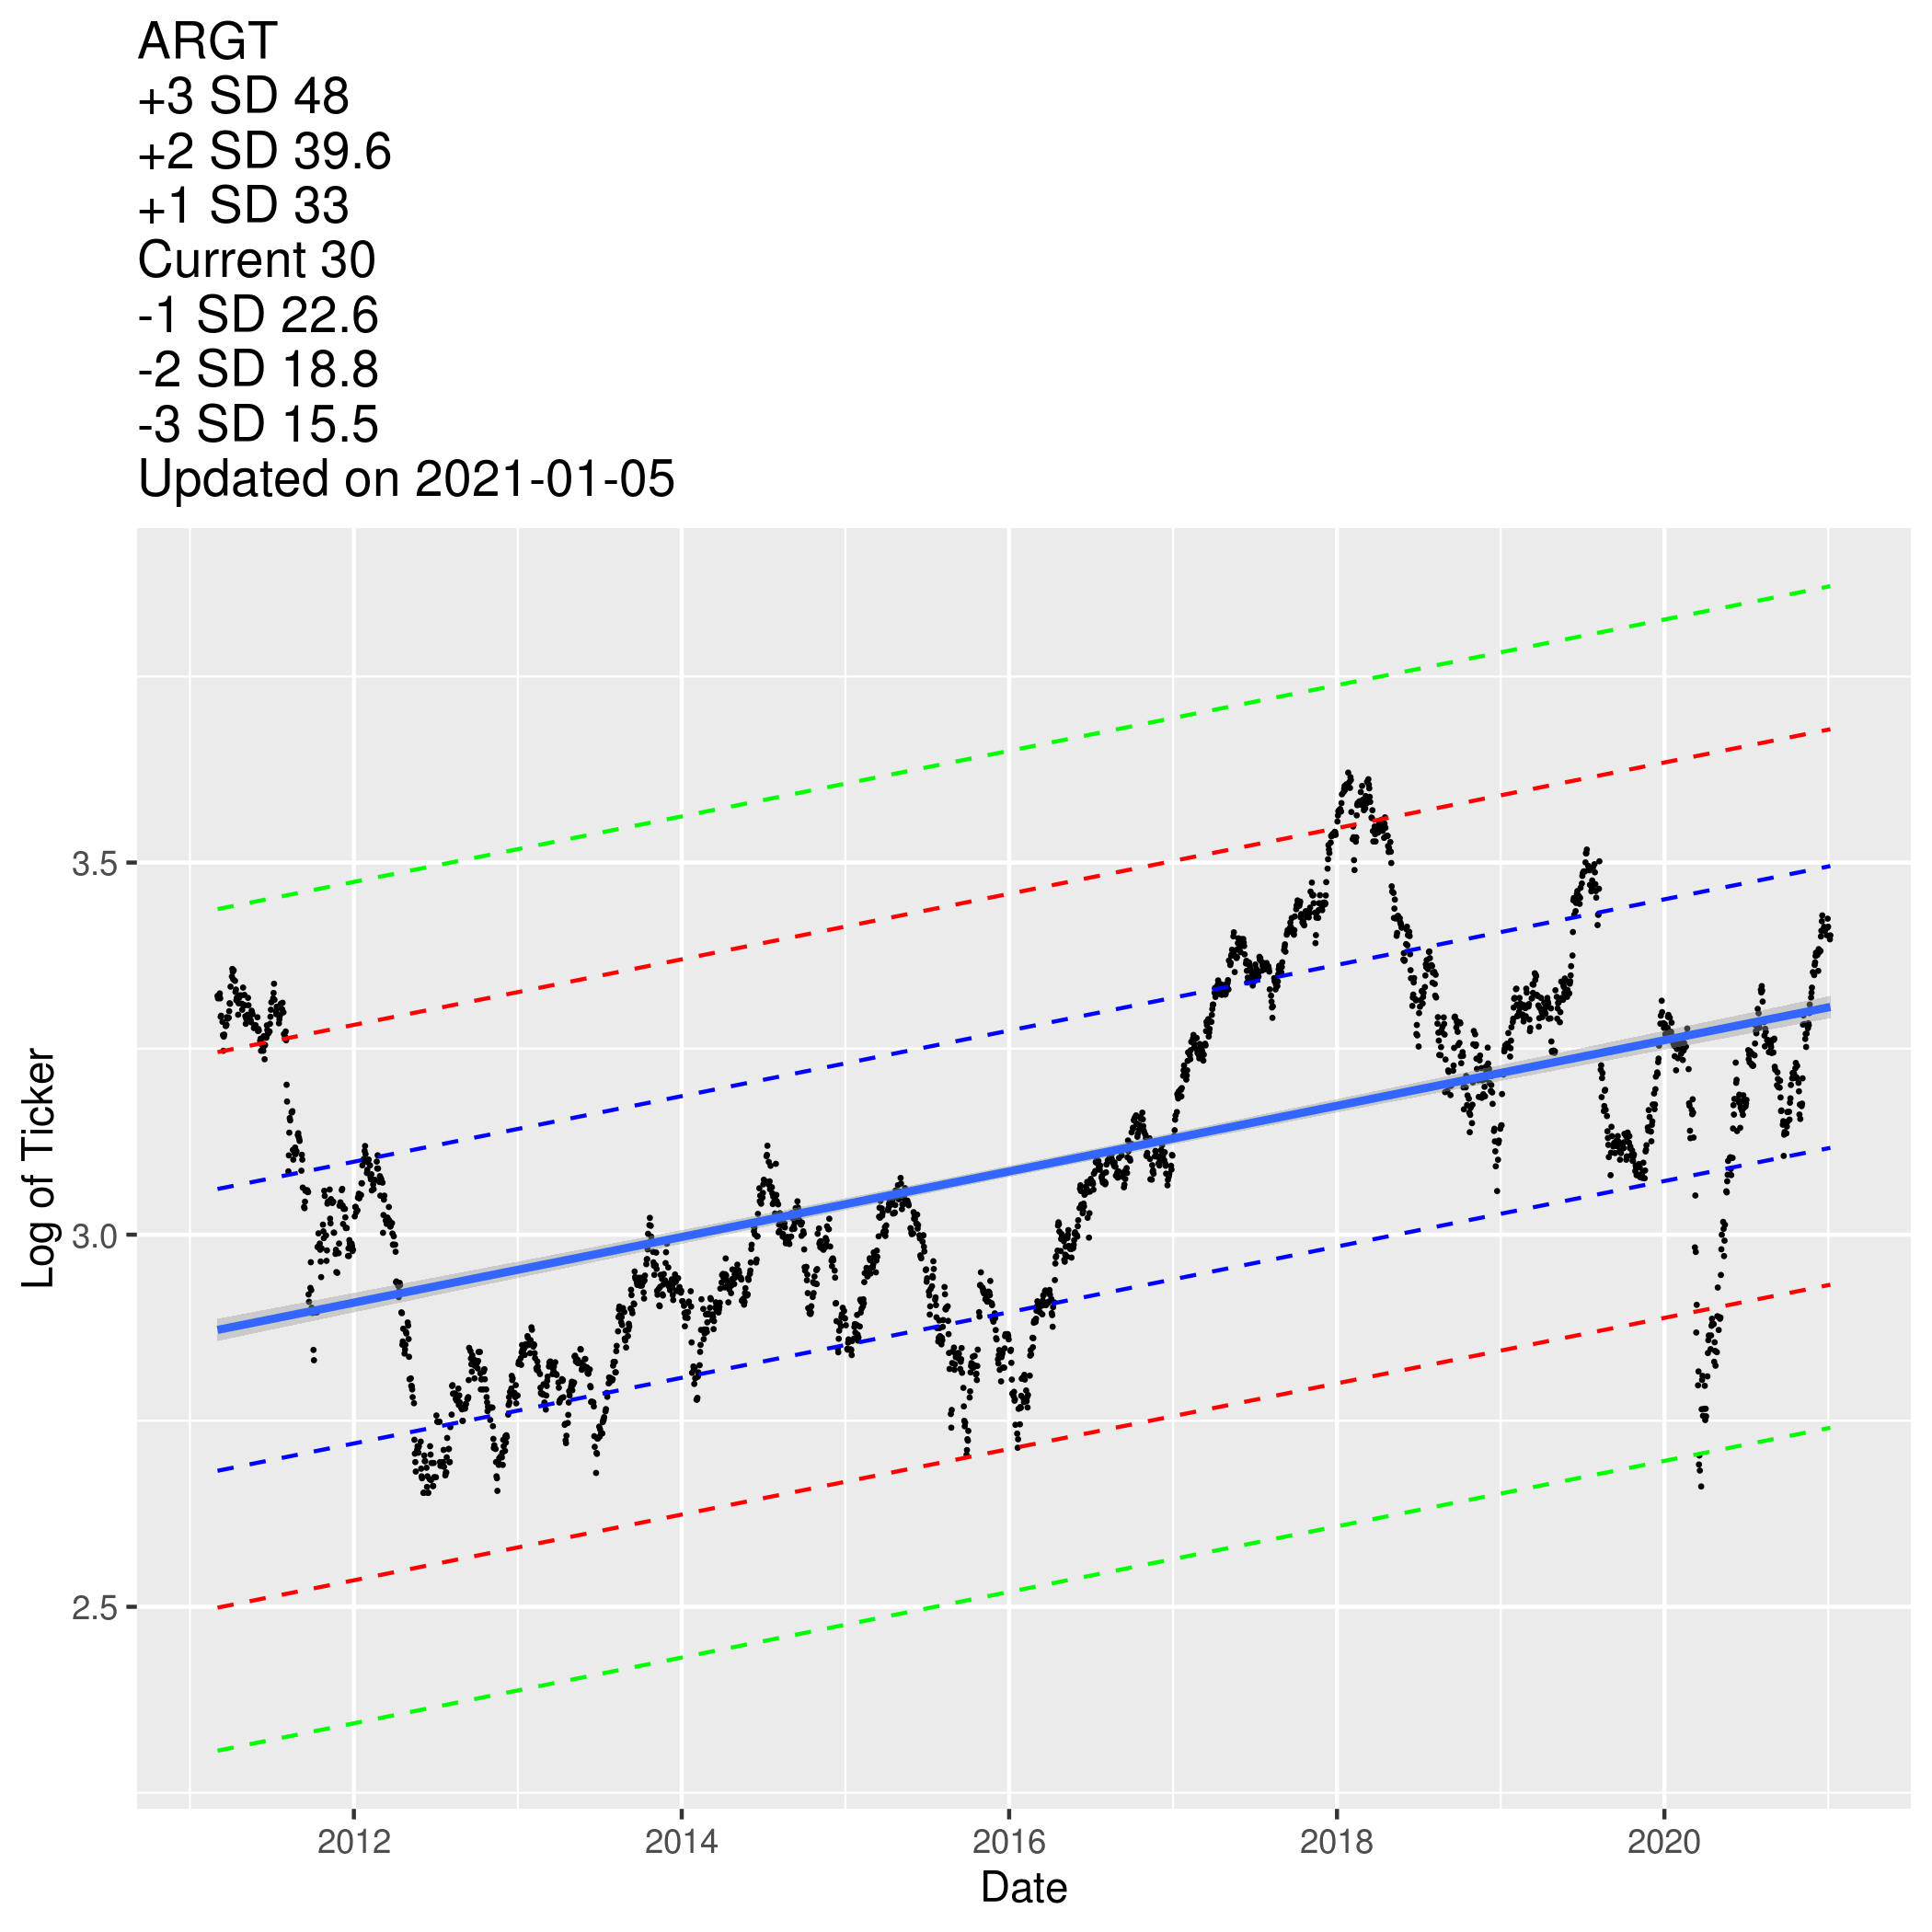 ARGT
+3 SD 48
+2 SD 39.6
+1 SD 33
Current 30
-1 SD 22.6
-2 SD 18.8
-3 SD 15.5
Updated on 2021-01-05
3.5
3.0
2.5
Log of Ticker
2012 2014 2016 2018 2020
Date